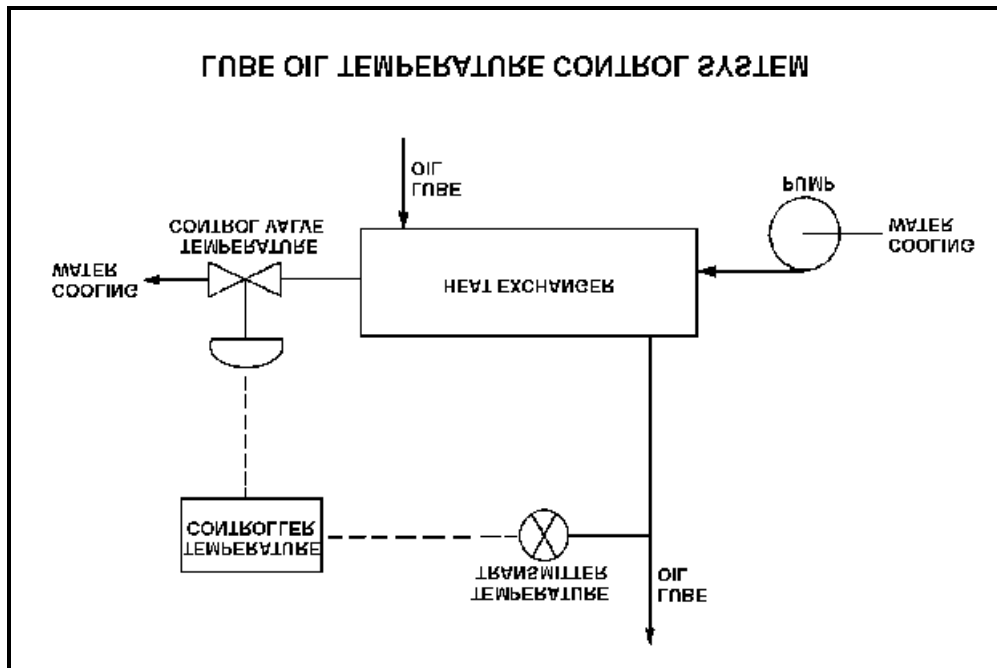 LUBE OIL TEMPERATURE CONTROL SYSTEM
LUBE
OIL
PUMP
TEMPERATURE
CONTROL VALVE
COOLING
WATER
COOLING
WATER
HEAT EXCHANGER
TEMPERATURE
CONTROLLER
TEMPERATURE
TRANSMITTER
LUBE
OIL